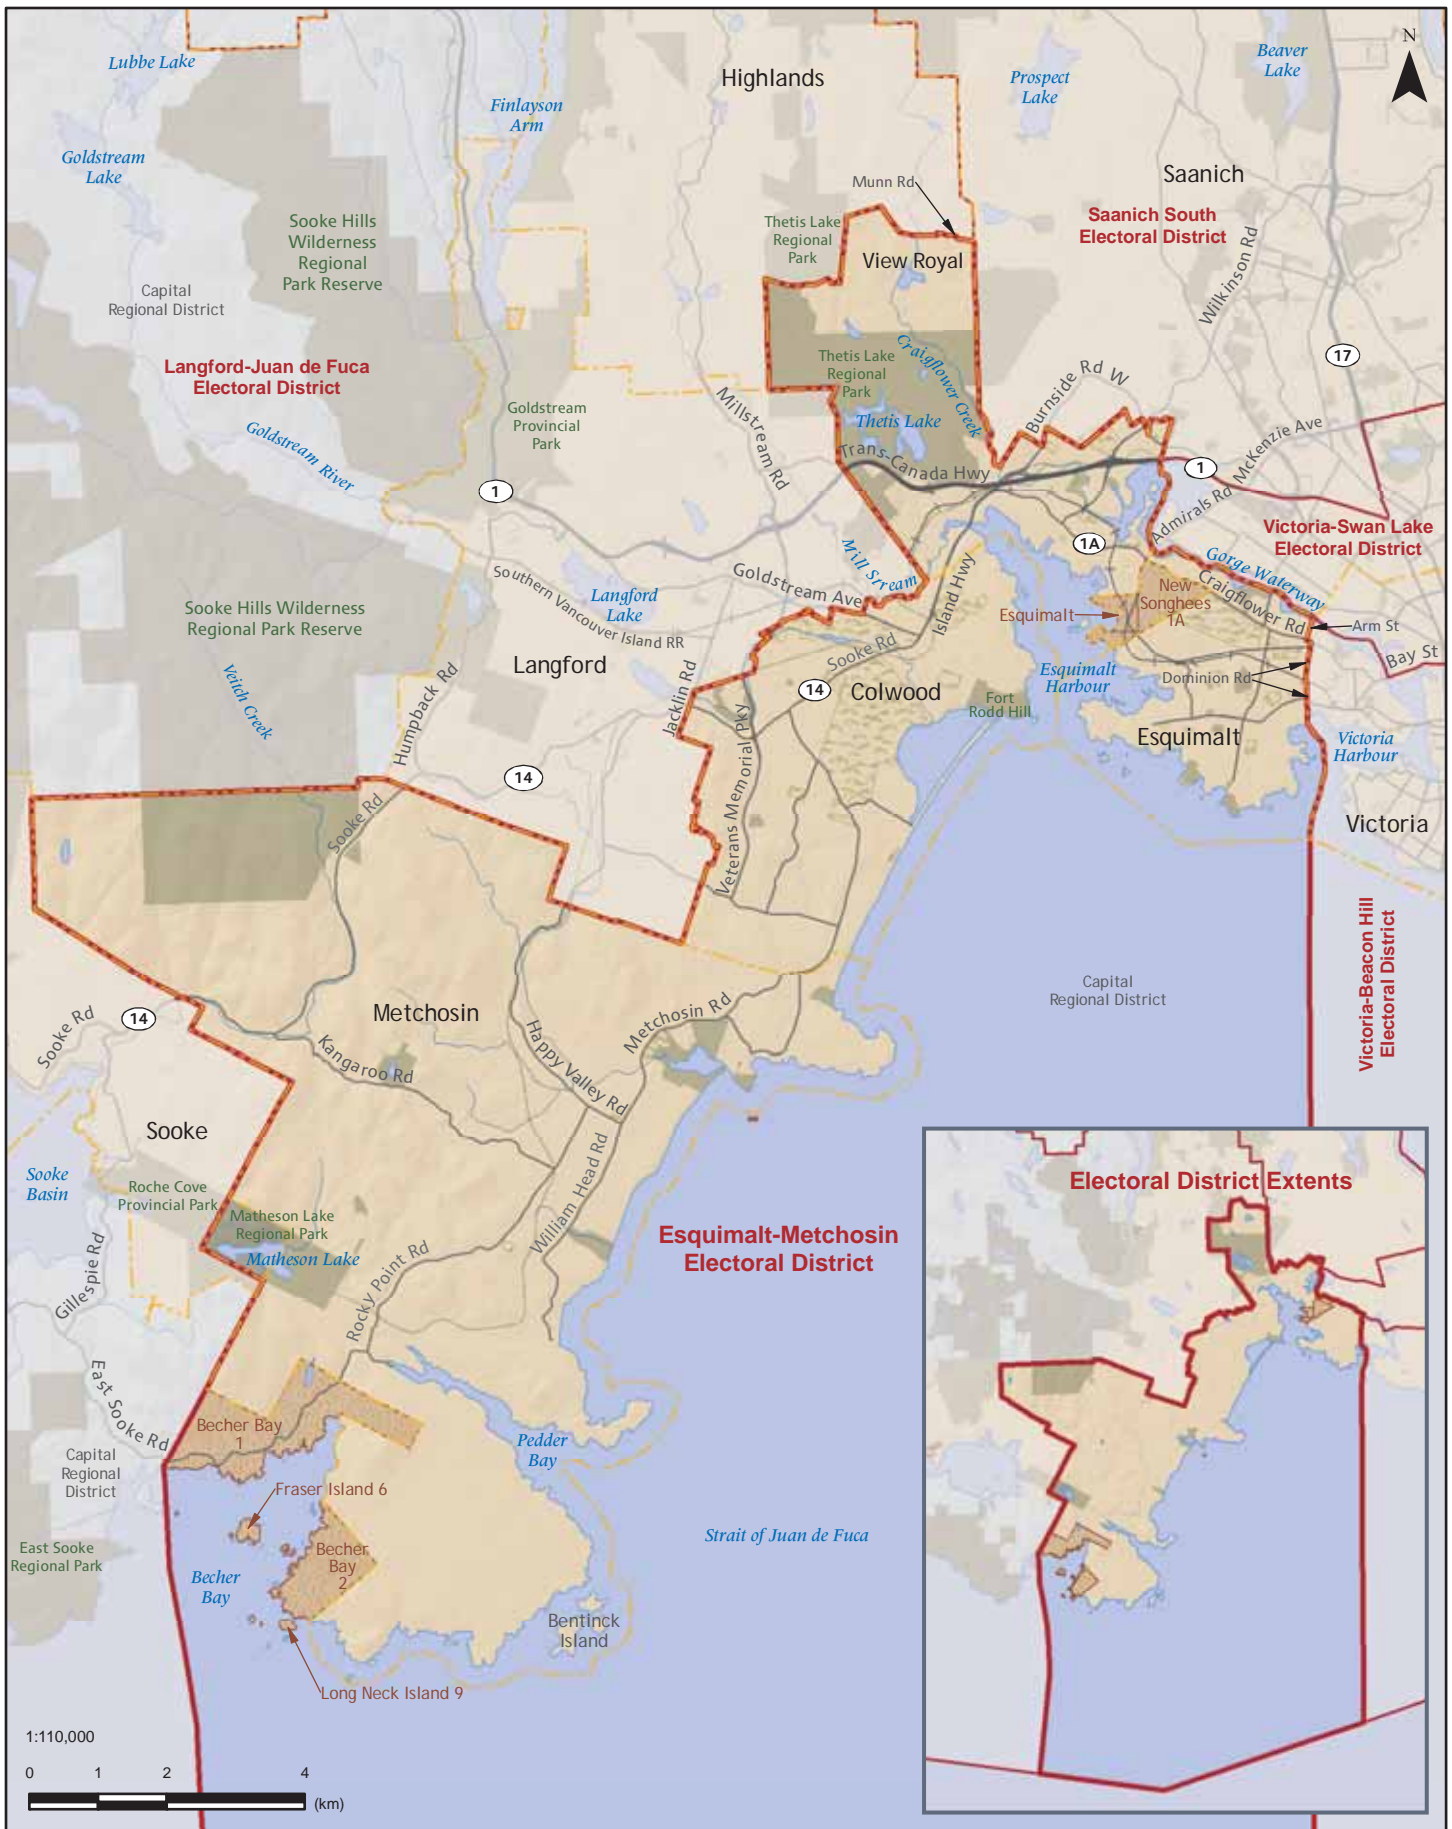 N
Lubbe Lake
Highlands
Prospect
Lake
Beaver
Lake
Finlayson
Arm
Goldstream
Lake
Munn Rd
Saanich
Sooke Hills
Wilderness
Regional
Park Reserve
Thetis Lake
Regional
Park
Saanich South
Electoral District
View Royal
Wilkinson Rd
Capital
Regional District
17
Langford-Juan de Fuca
Electoral District
Thetis Lake
Regional
Park
Craigflower Creek
Burnside Rd W
Goldstream
Provincial
Park
Millstream Rd
Thetis Lake
McKenzie Ave
Goldstream River
Trans-Canada Hwy
1
1
Admirals Rd
Victoria-Swan Lake
Electoral District
1A
Mill Srream
Gorge Waterway
Southern Vancouver Island RR
Goldstream Ave
Island Hwy
New
Songhees
1A
Craigflower Rd
Langford
Lake
Esquimalt
Arm St
Sooke Hills Wilderness
Regional Park Reserve
Sooke Rd
Bay St
Langford
Esquimalt
Harbour
Dominion Rd
Veitch Creek
Humpback Rd
Jacklin Rd
14
Colwood
Fort
Rodd Hill
Veterans Memorial Pky
Esquimalt
Victoria
Harbour
14
Sooke Rd
Victoria
Victoria-Beacon Hill
Electoral District
Capital
Regional District
Metchosin
Metchosin Rd
Sooke Rd
14
Kangaroo Rd
Happy Valley Rd
Sooke
William Head Rd
Sooke
Basin
Roche Cove
Provincial Park
Matheson Lake
Regional Park
Matheson Lake
Gillespie Rd
Rocky Point Rd
Esquimalt-Metchosin
Electoral District
Electoral District Extents
East Sooke Rd
Becher Bay
1
Pedder
Bay
Capital
Regional
District
Fraser Island 6
East Sooke
Regional Park
Becher
Bay
2
Strait of Juan de Fuca
Becher
Bay
Bentinck
Island
Long Neck Island 9
1:110,000
0 1 2 4
(km)